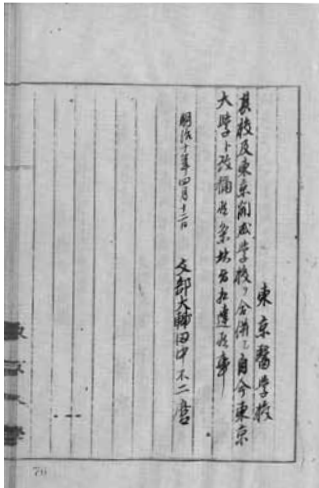 東京醫學校
其校及東京開成学校ヲ合併シ自今東京
大學ト改稱候条此旨相達候事
明治十年四月十二日
文部大輔田中不二麿
70